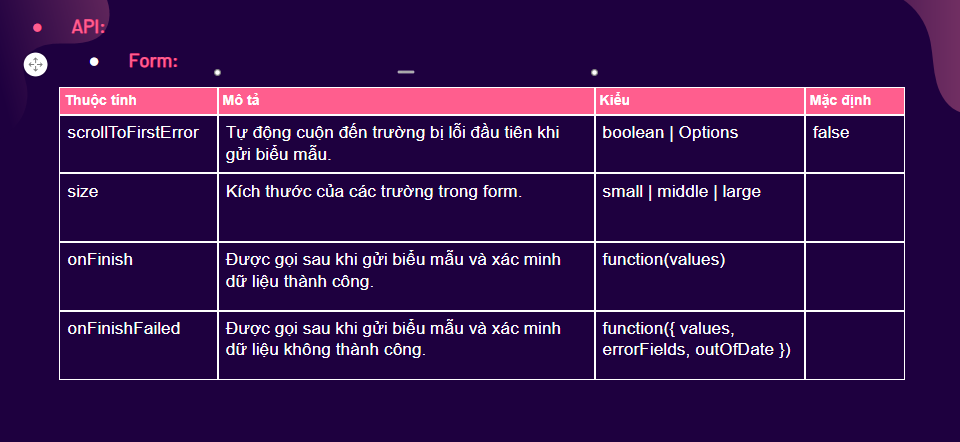 API:
Form:
Thuộc tính Mô tả Kiểu Mặc định
scrollToFirstError Tự động cuộn đến trường bị lỗi đầu tiên khi boolean | Options false
gửi biểu mẫu.
size Kích thước của các trường trong form. small | middle | large
onFinish Được gọi sau khi gửi biểu mẫu và xác minh function(values)
dữ liệu thành công.
onFinishFailed Được gọi sau khi gửi biểu mẫu và xác minh function({ values,
dữ liệu không thành công. errorFields, outOfDate })